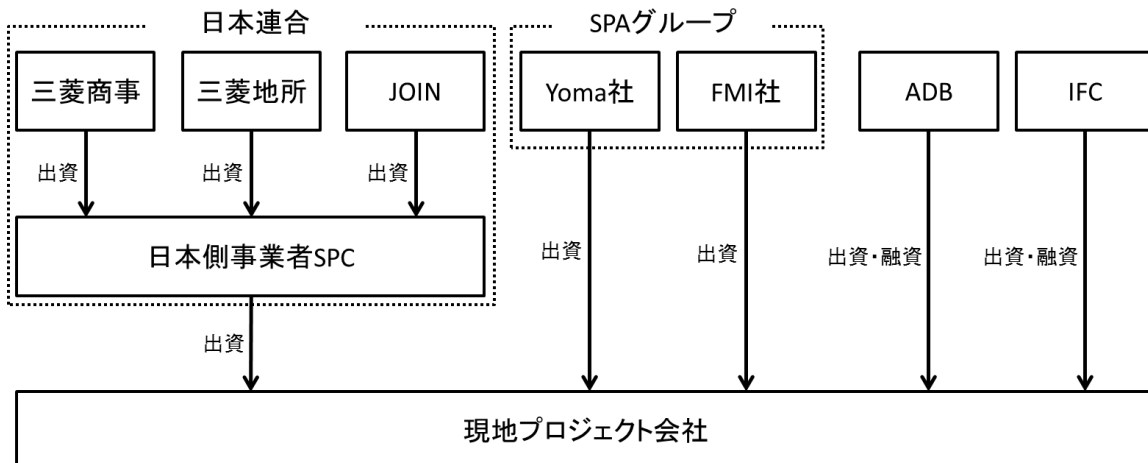 日本連合
SPAグループ
三菱商事
三菱地所
JOIN
Yoma社
FMI社
ADB
IFC
出資
出資
出資
日本側事業者SPC
出資
出資
出資・融資
出資・融資
出資
現地プロジェクト会社